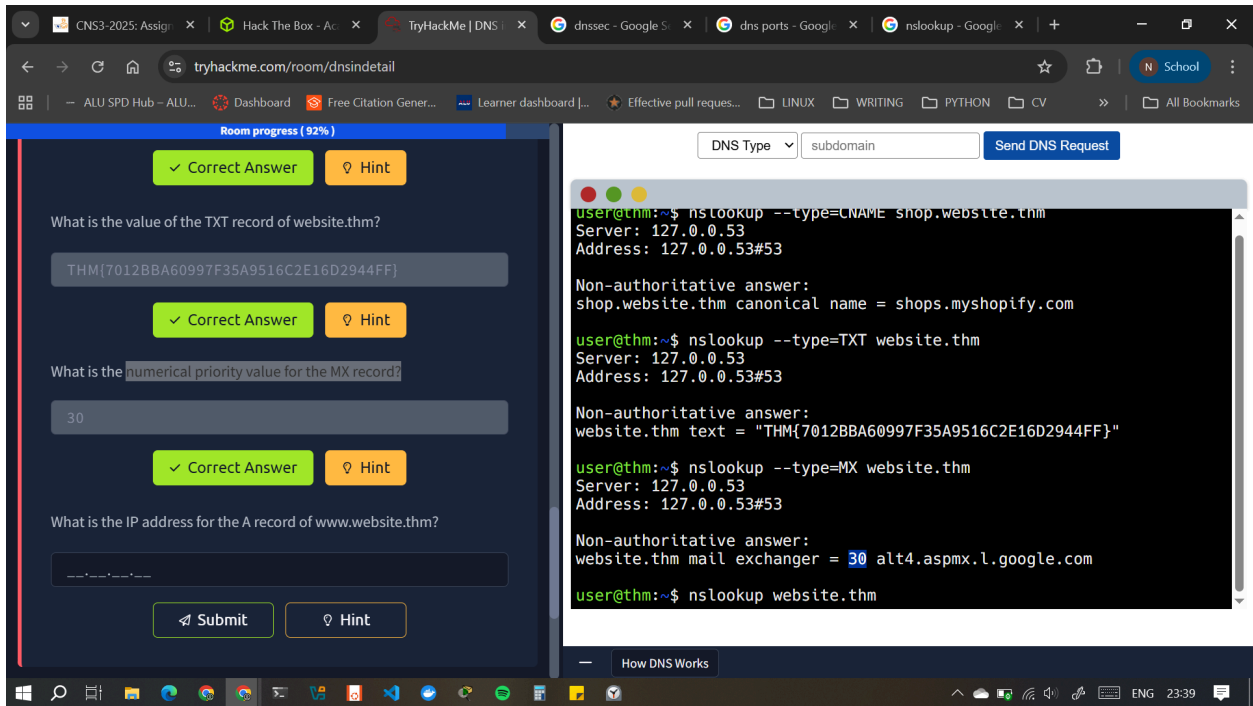 CNS3-2025: Assign
Hack The Box - Ac
TryHackMe | DNS i
dnssec - Google Se
dns ports - Google
nslookup - Google
tryhackme.com/room/dnsindetail
N School
ALU SPD Hub – ALU...
Dashboard
Free Citation Gener...
Learner dashboard |...
Effective pull reques...
LINUX
WRITING
PYTHON
CV
»
All Bookmarks
Room progress ( 92% )
Correct Answer
Hint
What is the value of the TXT record of website.thm?
THM{7012BBA60997F35A9516C2E16D2944FF}
Correct Answer
Hint
What is the numerical priority value for the MX record?
30
Correct Answer
Hint
What is the IP address for the A record of www.website.thm?
__.__.__.__
Submit
Hint
DNS Type
subdomain
Send DNS Request
user@thm:~$ nslookup --type=CNAME shop.website.thm
Server: 127.0.0.53
Address: 127.0.0.53#53
Non-authoritative answer:
shop.website.thm canonical name = shops.myshopify.com
user@thm:~$ nslookup --type=TXT website.thm
Server: 127.0.0.53
Address: 127.0.0.53#53
Non-authoritative answer:
website.thm text = "THM{7012BBA60997F35A9516C2E16D2944FF}"
user@thm:~$ nslookup --type=MX website.thm
Server: 127.0.0.53
Address: 127.0.0.53#53
Non-authoritative answer:
website.thm mail exchanger = 30 alt4.aspmx.l.google.com
user@thm:~$ nslookup website.thm
How DNS Works
ENG 23:39